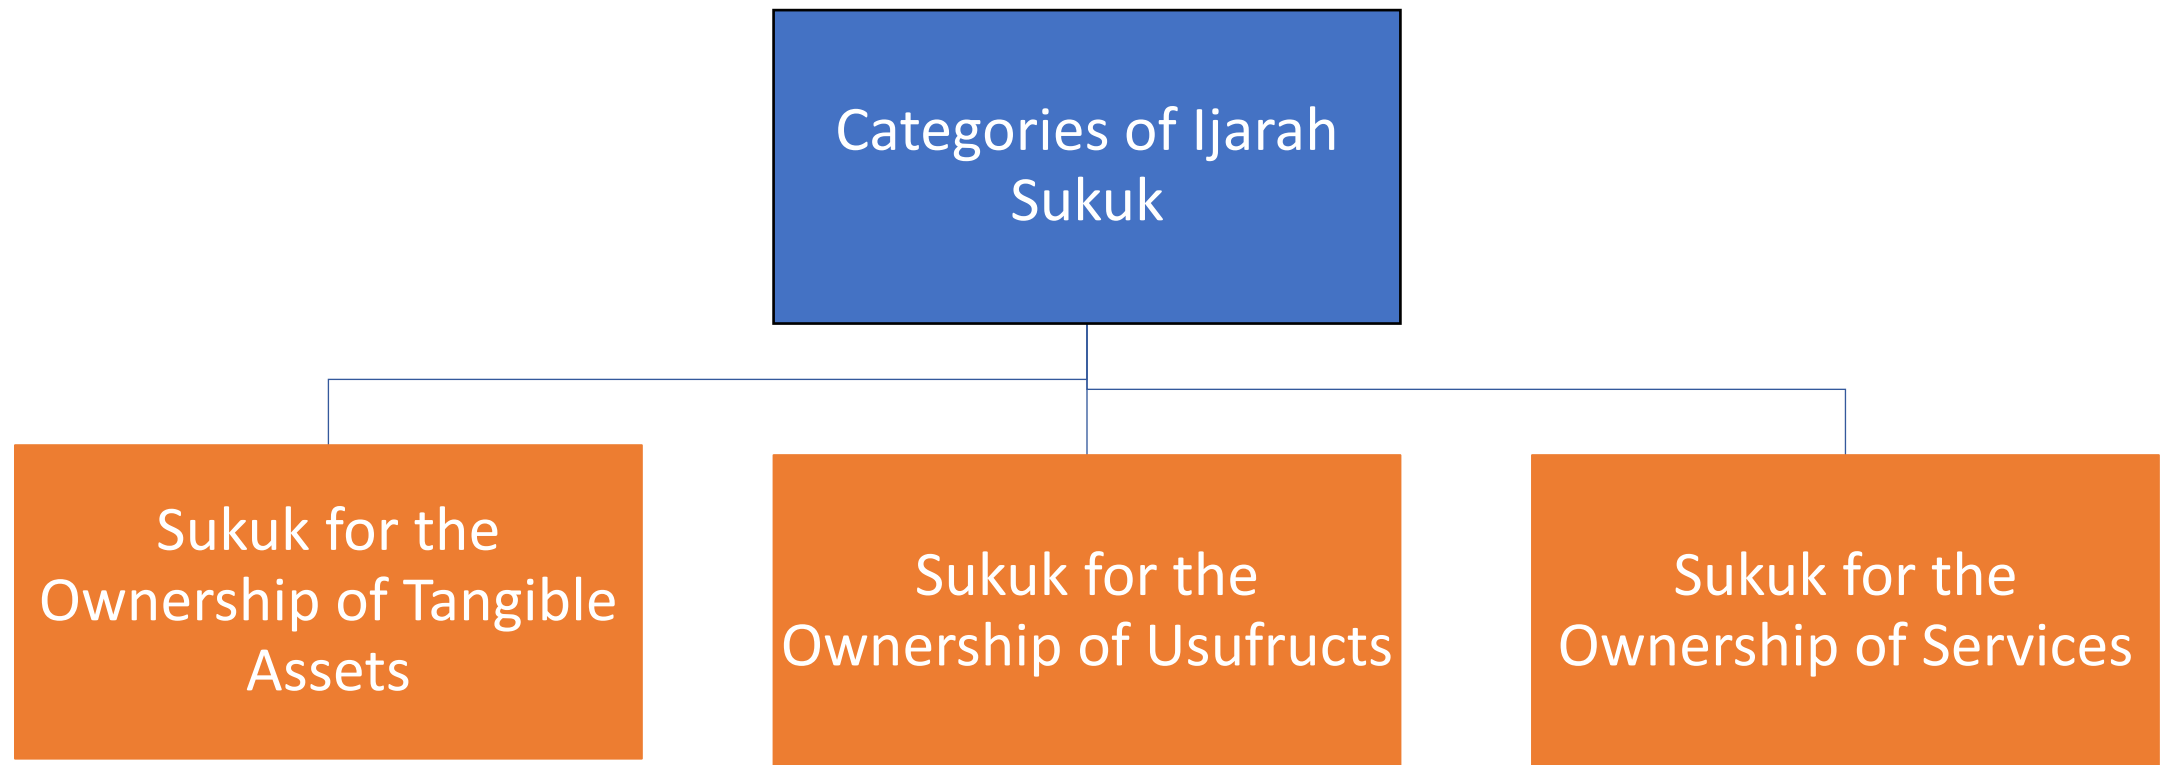 Categories of Ijarah
Sukuk
Sukuk for the
Ownership of Tangible
Assets
Sukuk for the
Ownership of Usufructs
Sukuk for the
Ownership of Services